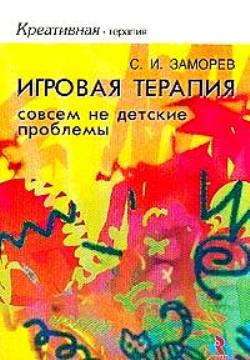 Креативная • терапия
С. И. ЗАМОРЕВ
ИГРОВАЯ ТЕРАПИЯ
совсем не детские
проблемы